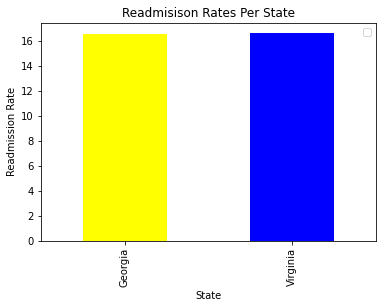 Readmisison Rates Per State
Readmission Rate
16
14
12
10
8
6
4
2
0
Georgia
Virginia
State